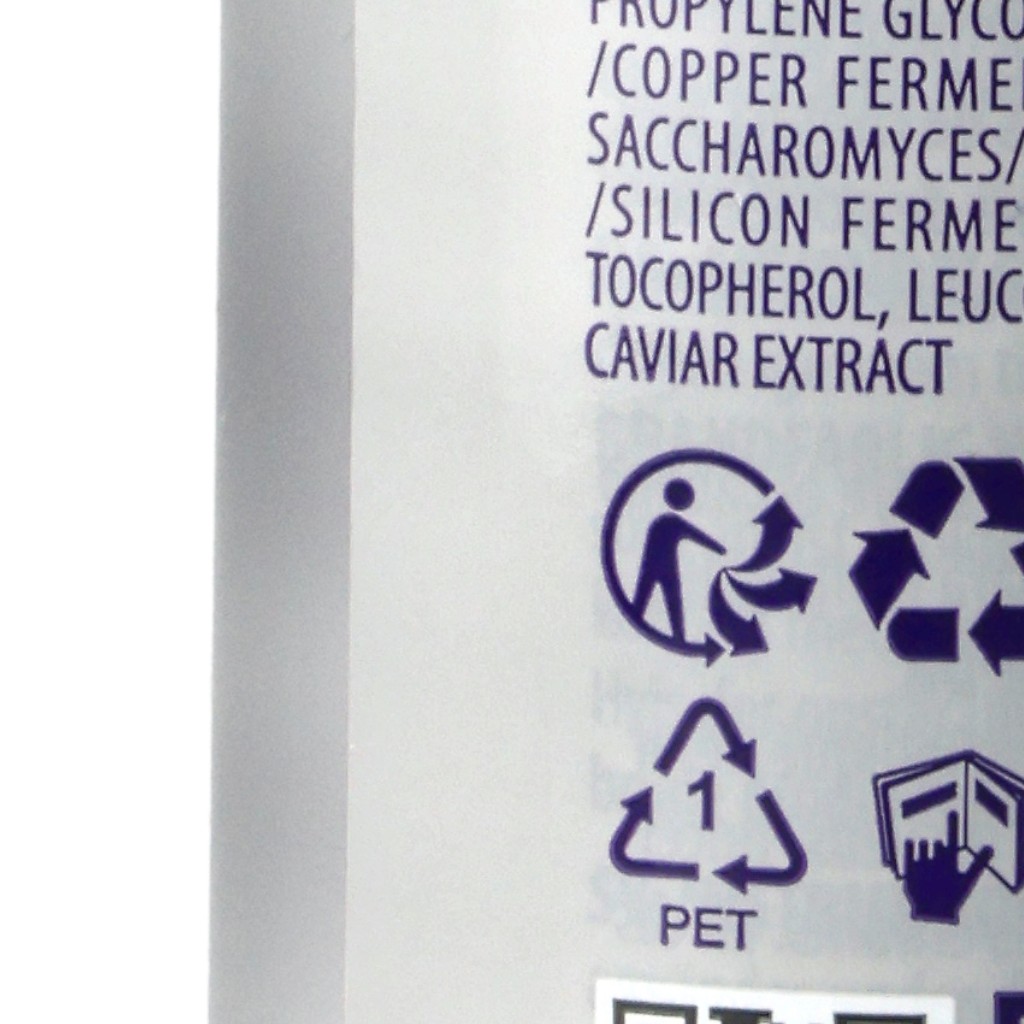 PROPYLENE GLYCO
/COPPER FERME
SACCHAROMYCES/
/SILICON FERME
TOCOPHEROL, LEUC
CAVIAR EXTRACT
1
PET